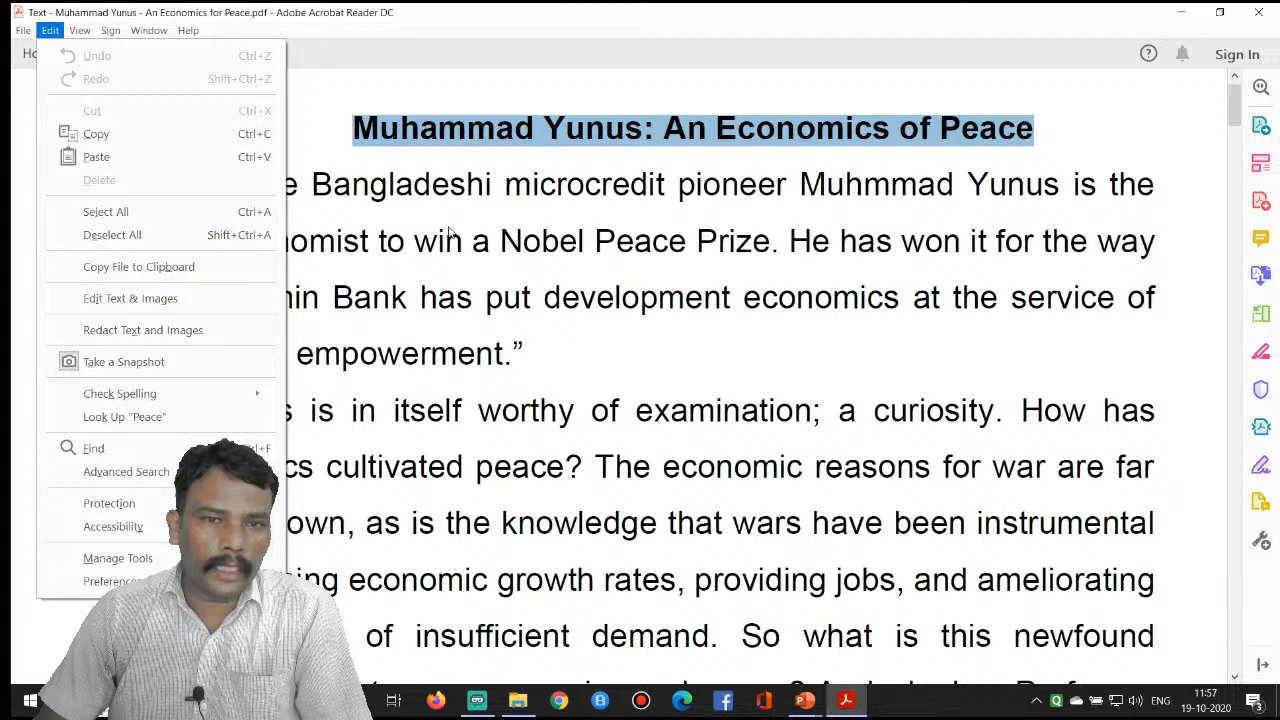 Text - Muhammad Yunus - An Economics for Peace.pdf - Adobe Acrobat Reader DC
File Edit View Sign Window Help
Sign In
Undo Ctrl+Z
Redo Shift+Ctrl+Z
Cut Ctrl+X
Copy Ctrl+C
Paste Ctrl+V
Delete
Select All Ctrl+A
Deselect All Shift+Ctrl+A
Copy File to Clipboard
Edit Text & Images
Redact Text and Images
Take a Snapshot
Check Spelling
Look Up "Peace"
Find
Advanced Search
Protection
Accessibility
Manage Tools
Muhammad Yunus: An Economics of Peace
Bangladeshi microcredit pioneer Muhmmad Yunus is the
to win a Nobel Peace Prize. He has won it for the way
Bank has put development economics at the service of
empowerment.”
is in itself worthy of examination; a curiosity. How has
cultivated peace? The economic reasons for war are far
as is the knowledge that wars have been instrumental
economic growth rates, providing jobs, and ameliorating
of insufficient demand. So what is this newfound
ENG
11:57
19-10-2020